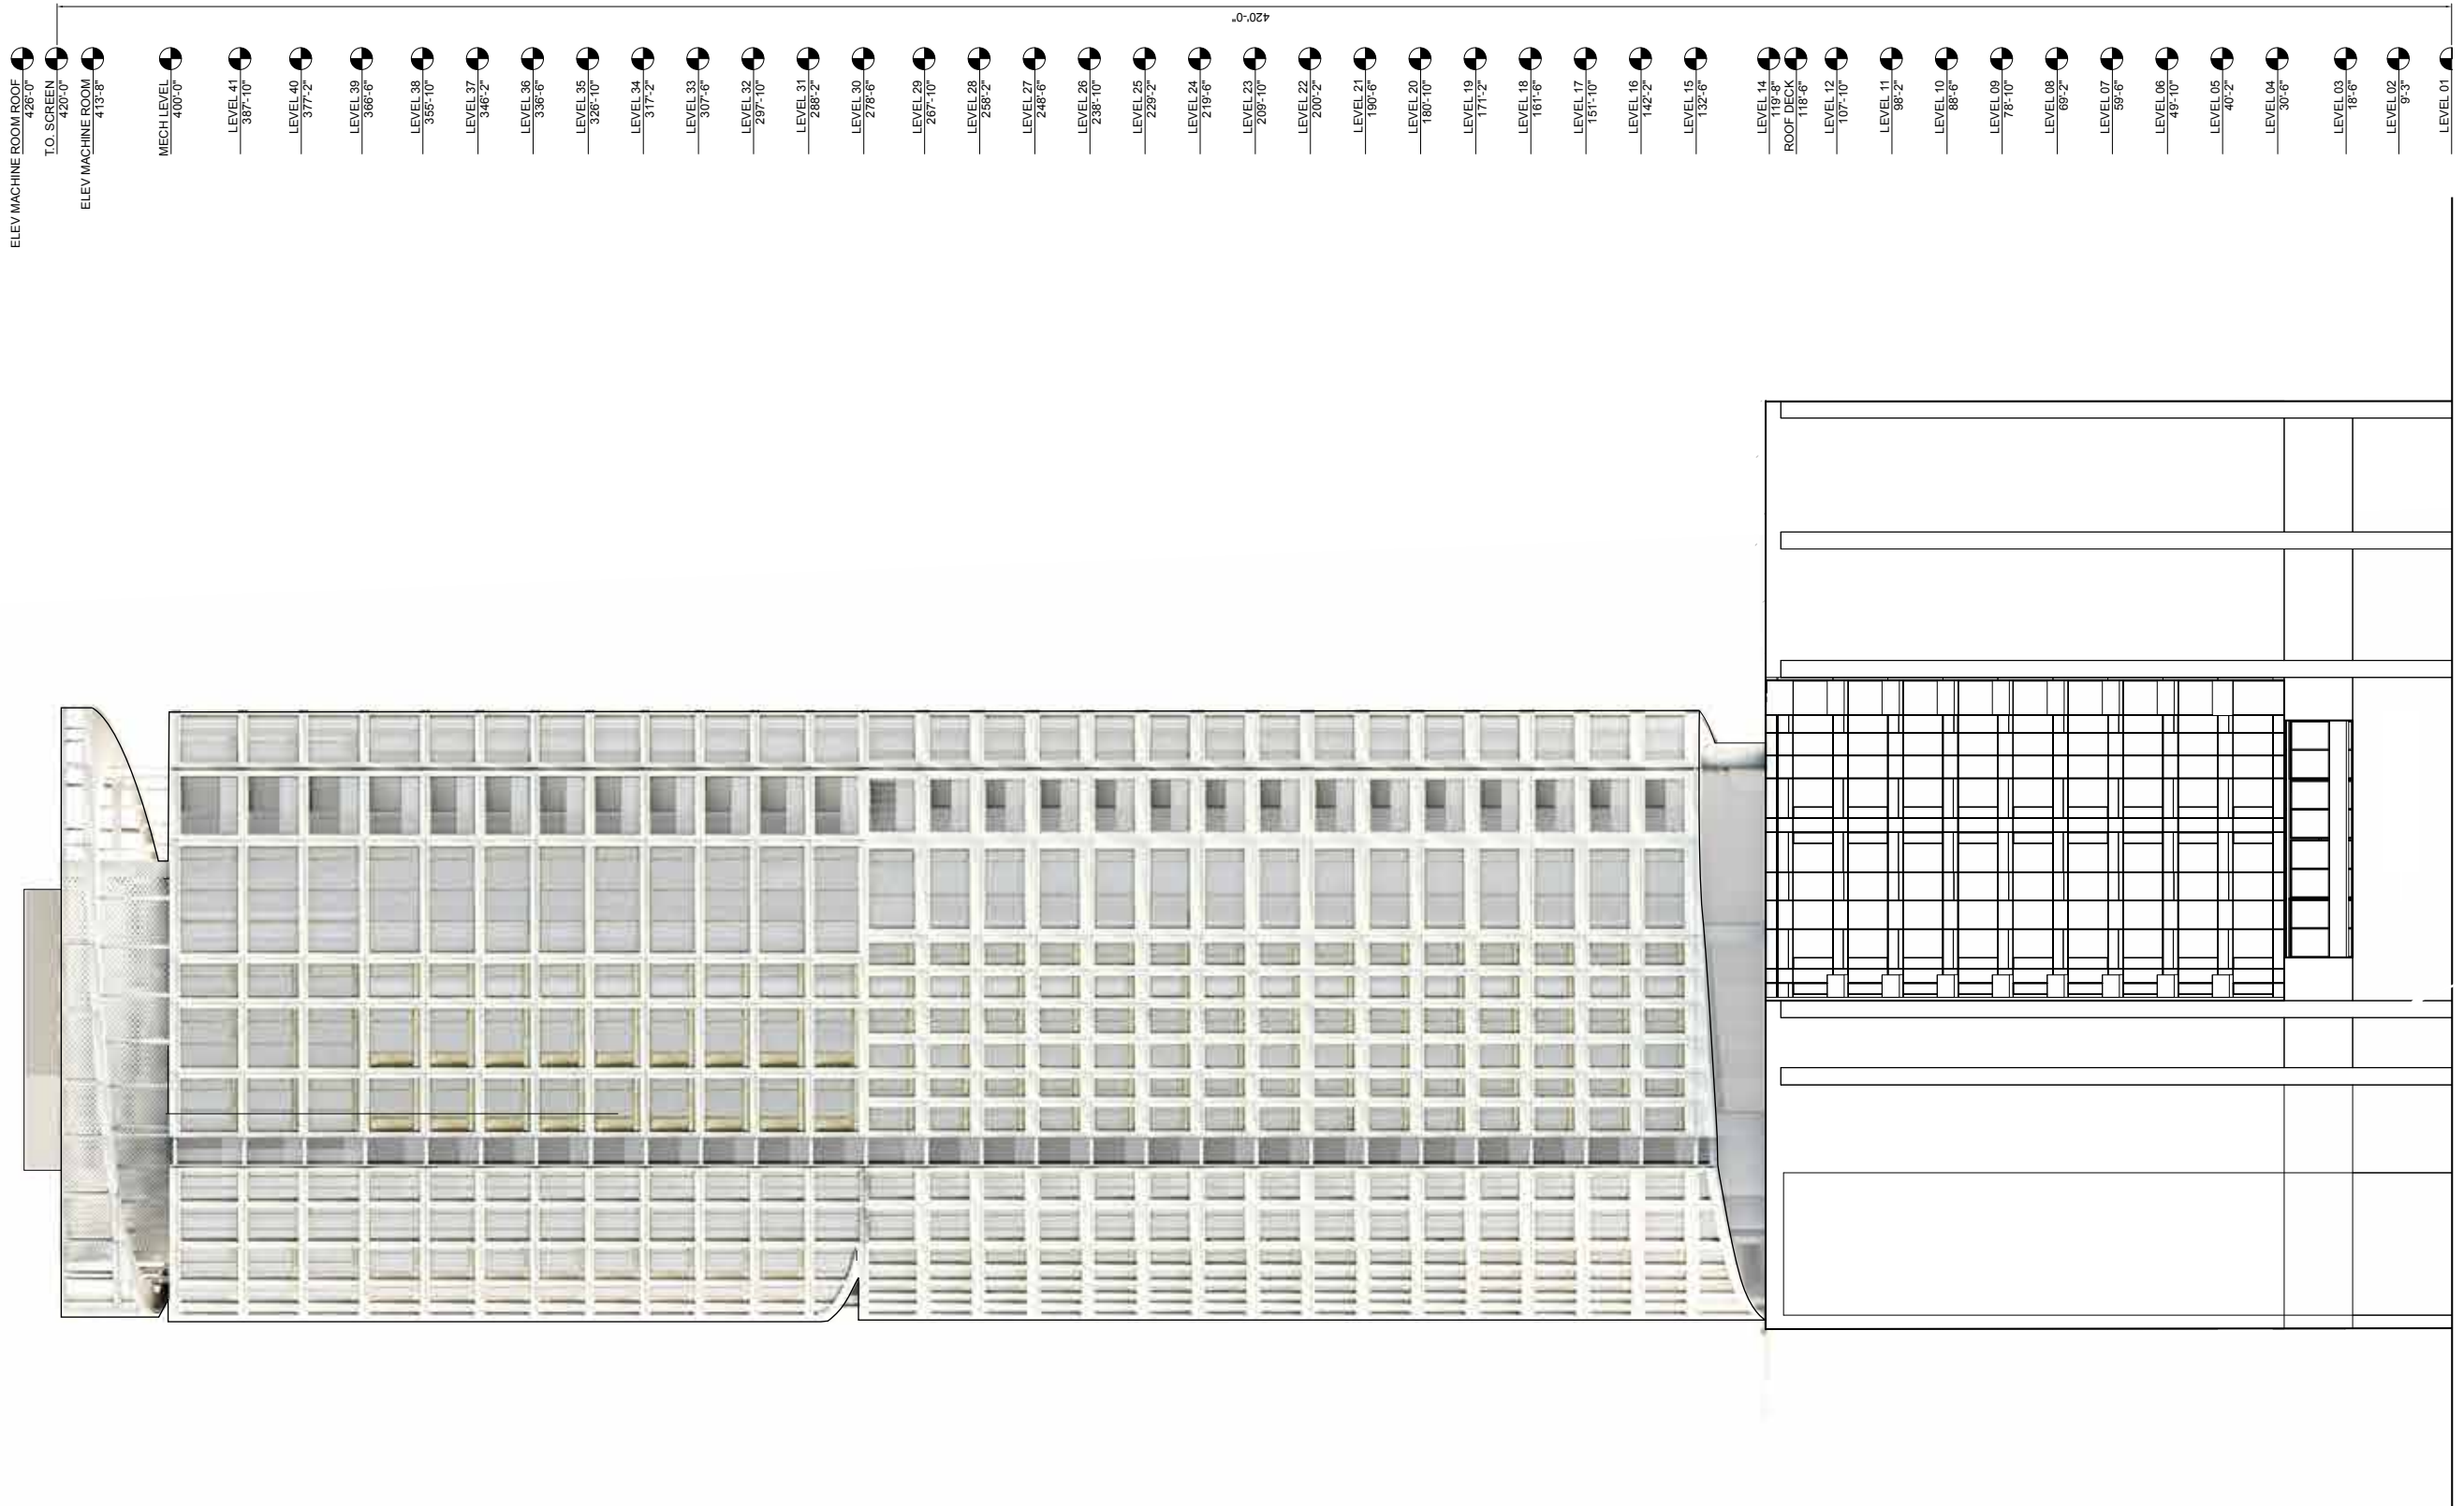 420'-0"
ELEV MACHINE ROOM ROOF
426'-0"
T.O. SCREEN
420'-0"
ELEV MACHINE ROOM
413'-8"
MECH LEVEL
400'-0"
LEVEL 41
387'-10"
LEVEL 40
377'-2"
LEVEL 39
366'-6"
LEVEL 38
355'-10"
LEVEL 37
346'-2"
LEVEL 36
336'-6"
LEVEL 35
326'-10"
LEVEL 34
317'-2"
LEVEL 33
307'-6"
LEVEL 32
297'-10"
LEVEL 31
288'-2"
LEVEL 30
278'-6"
LEVEL 29
267'-10"
LEVEL 28
258'-2"
LEVEL 27
248'-6"
LEVEL 26
238'-10"
LEVEL 25
229'-2"
LEVEL 24
219'-6"
LEVEL 23
209'-10"
LEVEL 22
200'-2"
LEVEL 21
190'-6"
LEVEL 20
180'-10"
LEVEL 19
171'-2"
LEVEL 18
161'-6"
LEVEL 17
151'-10"
LEVEL 16
142'-2"
LEVEL 15
132'-6"
LEVEL 14
119'-8"
ROOF DECK
118'-6"
LEVEL 12
107'-10"
LEVEL 11
98'-2"
LEVEL 10
88'-6"
LEVEL 09
78'-10"
LEVEL 08
69'-2"
LEVEL 07
59'-6"
LEVEL 06
49'-10"
LEVEL 05
40'-2"
LEVEL 04
30'-6"
LEVEL 03
18'-6"
LEVEL 02
9'-3"
LEVEL 01